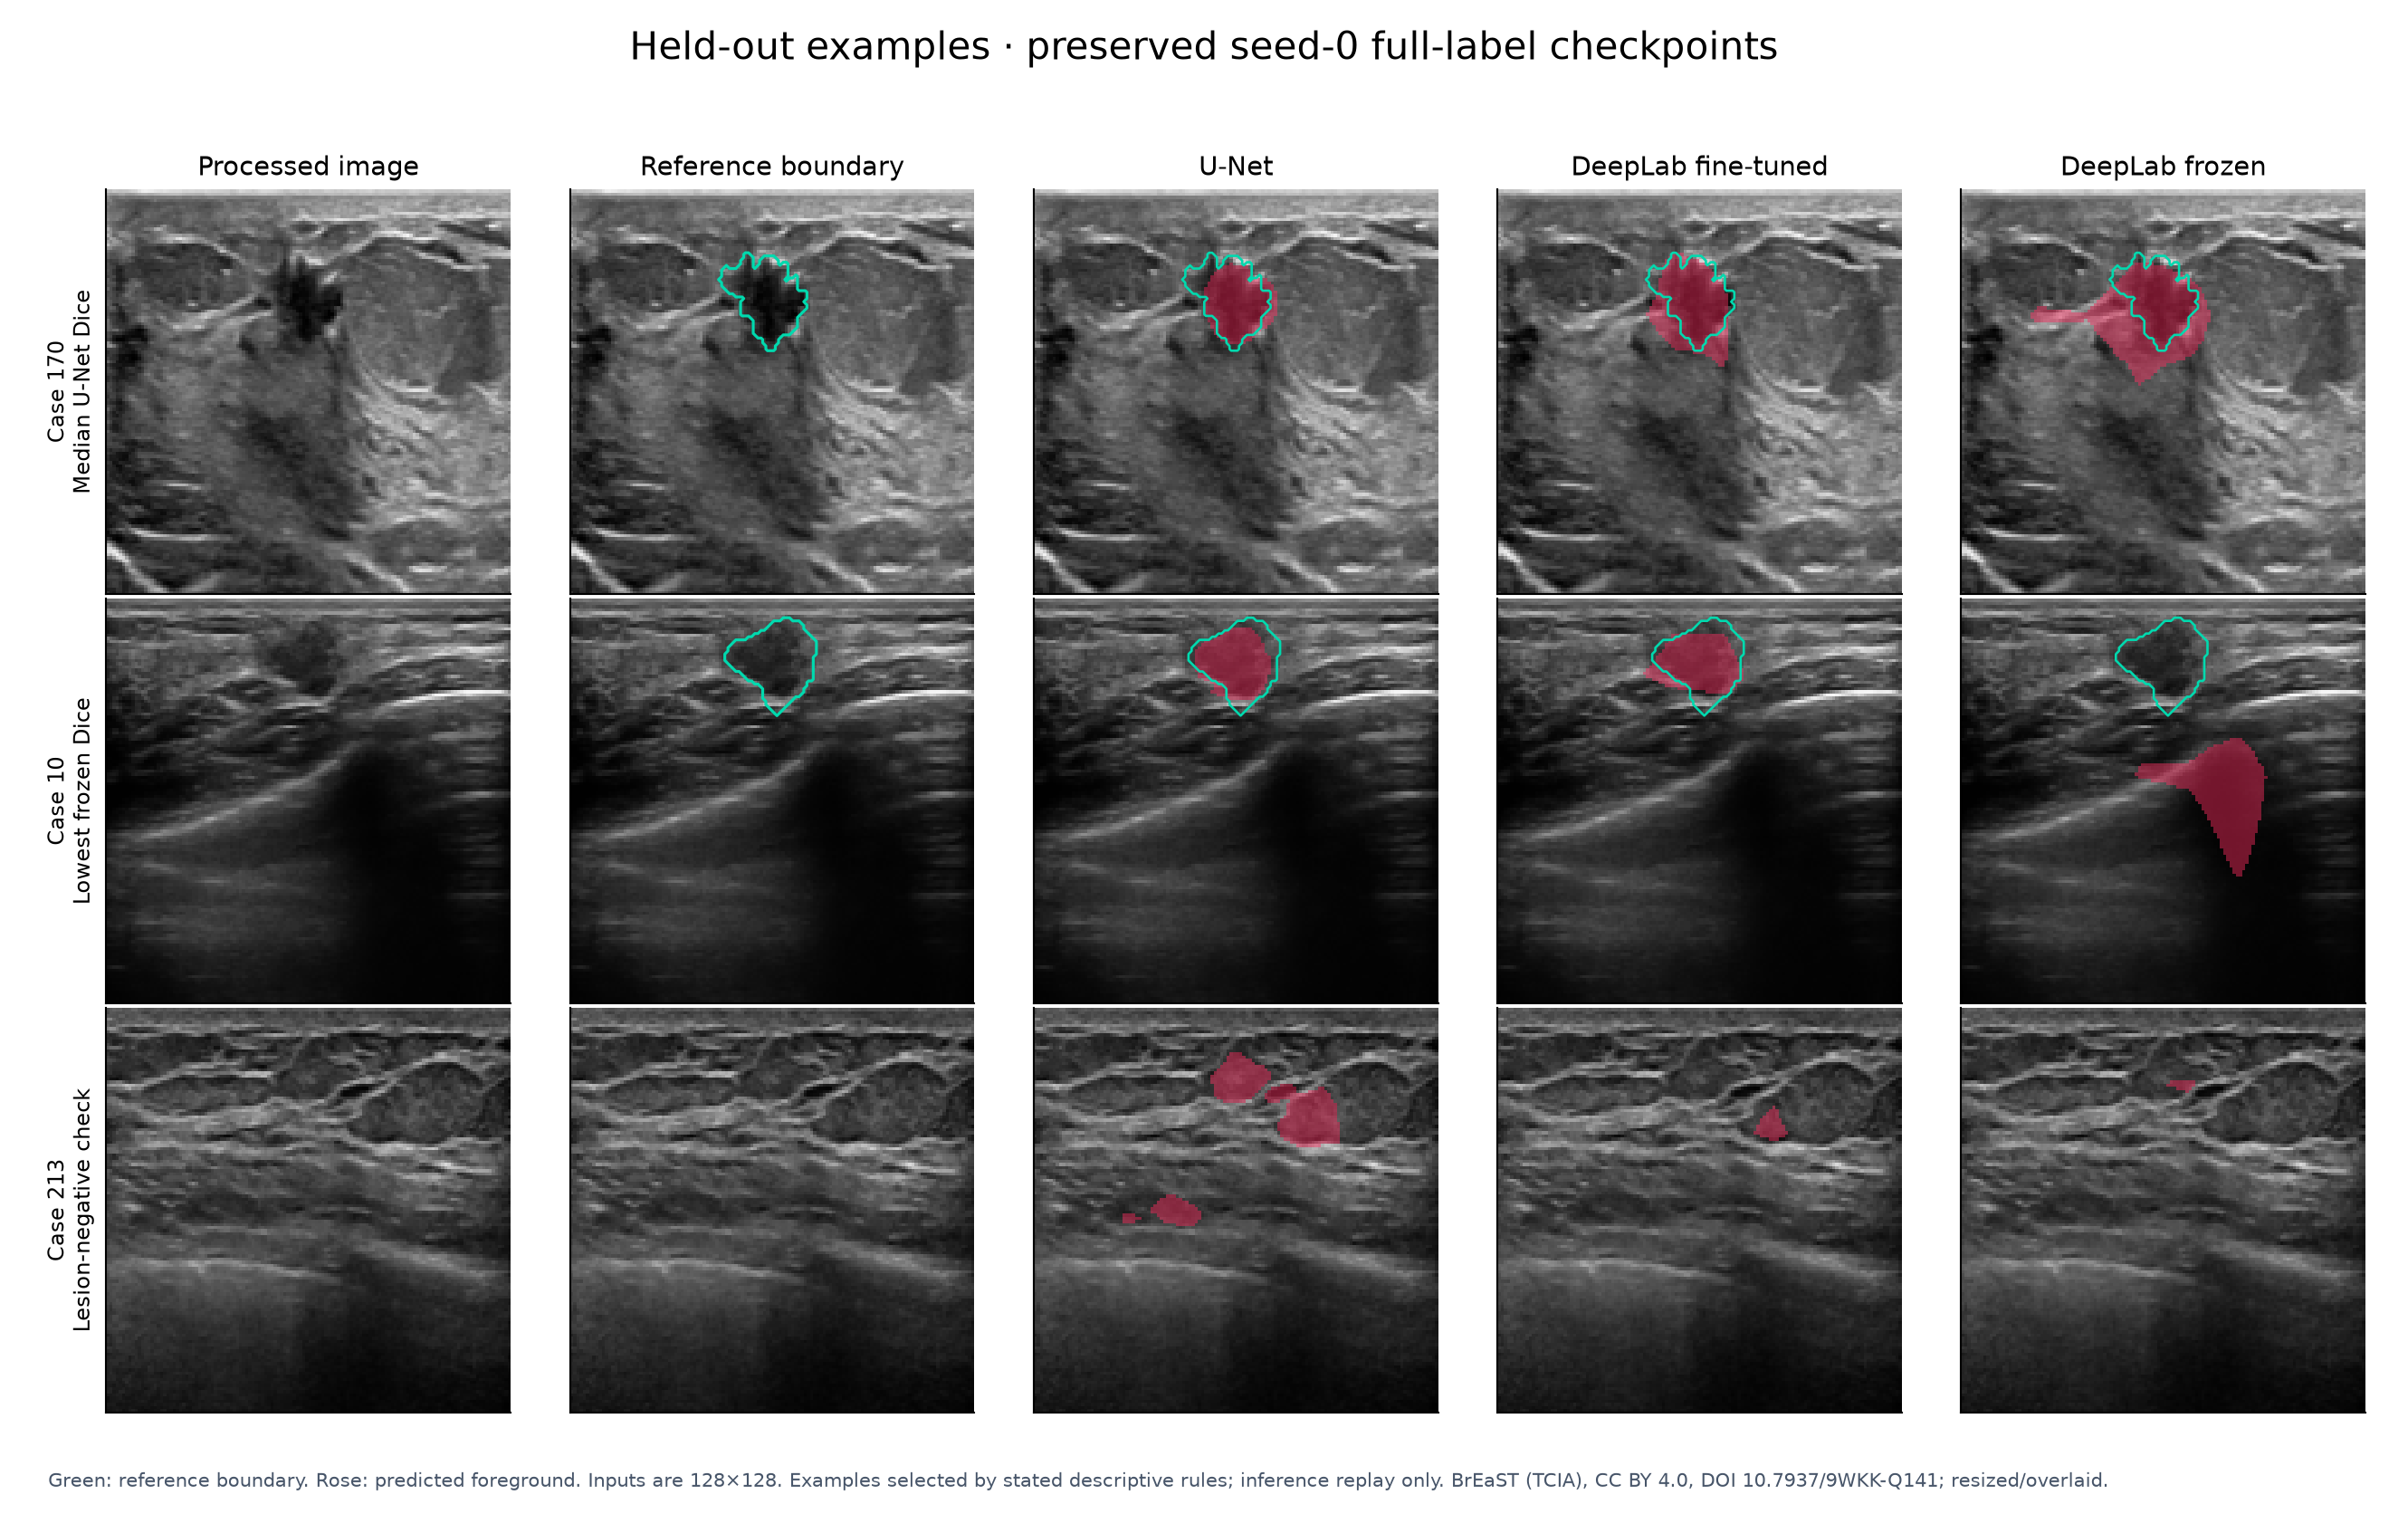 Held-out examples · preserved seed-0 full-label checkpoints
Processed image
Reference boundary
U-Net
DeepLab fine-tuned
DeepLab frozen
Case 170
Median U-Net Dice
Case 10
Lowest frozen Dice
Case 213
Lesion-negative check
Green: reference boundary. Rose: predicted foreground. Inputs are 128×128. Examples selected by stated descriptive rules; inference replay only. BrEaST (TCIA), CC BY 4.0, DOI 10.7937/9WKK-Q141; resized/overlaid.